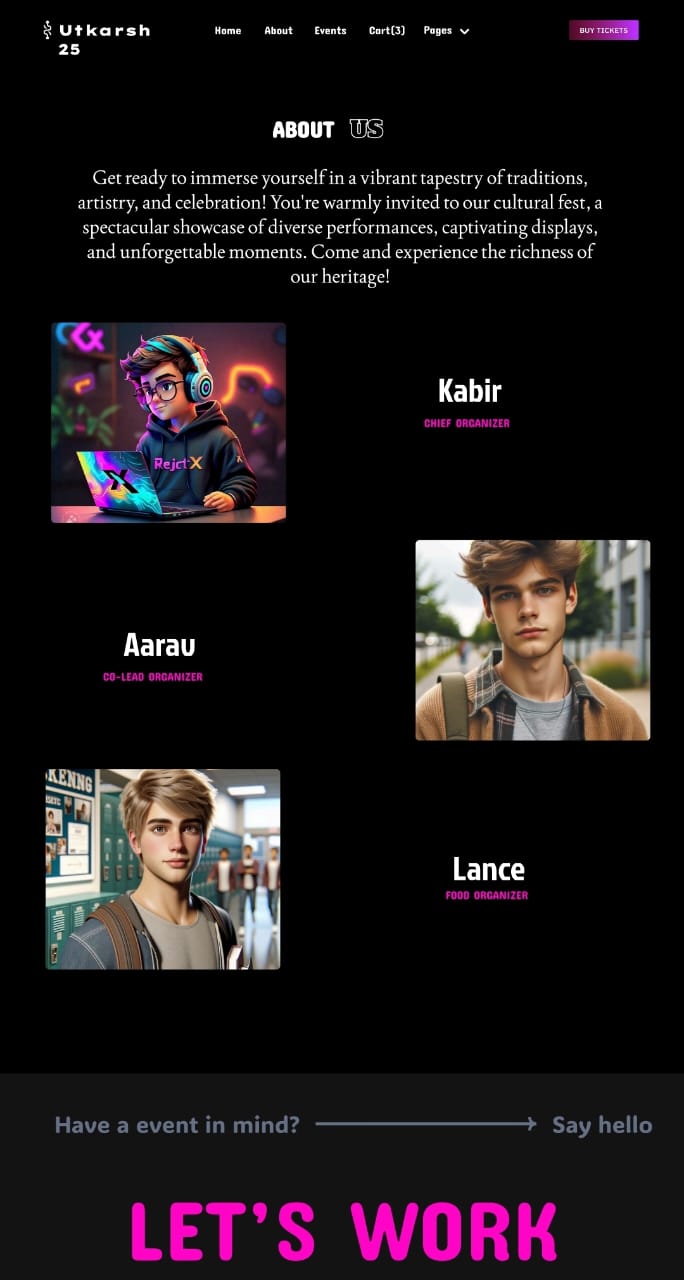 Utkarsh
25
Home About Events Cart(3) Pages
BUY TICKETS
ABOUT US
Get ready to immerse yourself in a vibrant tapestry of traditions,
artistry, and celebration! You're warmly invited to our cultural fest, a
spectacular showcase of diverse performances, captivating displays,
and unforgettable moments. Come and experience the richness of
our heritage!
Rejct-X
X
Kabir
CHIEF ORGANIZER
Aarav
CO-LEAD ORGANIZER
KENNG
Lance
FOOD ORGANIZER
Have a event in mind? Say hello
LET'S WORK